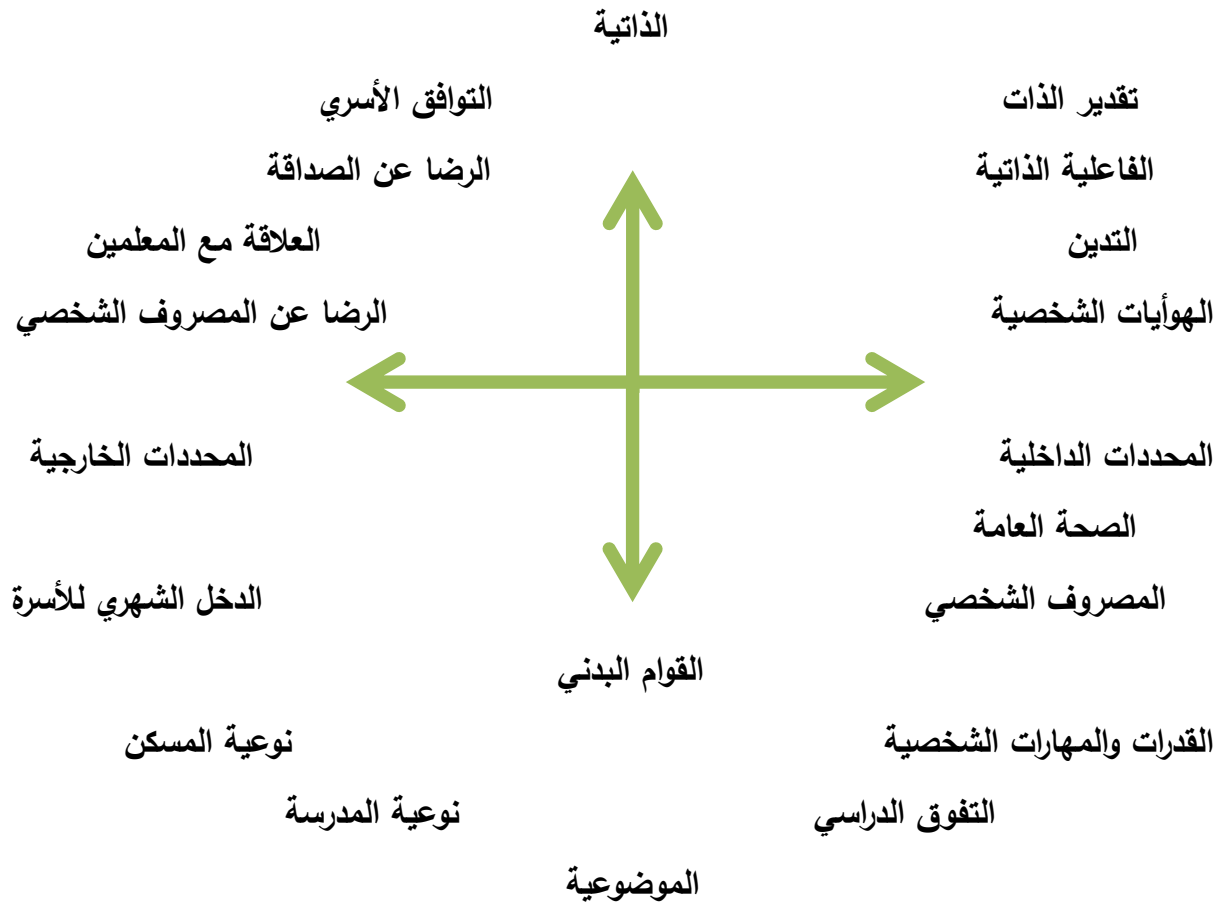 الذاتية
تقدير الذات
التوافق الأسري
الفاعلية الذاتية
الرضا عن الصداقة
التدين
العلاقة مع المعلمين
الهوأيات الشخصية
الرضا عن المصروف الشخصي
المحددات الداخلية
المحددات الخارجية
الصحة العامة
المصروف الشخصي
الدخل الشهري للأسرة
القوام البدني
القدرات والمهارات الشخصية
نوعية المسكن
التفوق الدراسي
نوعية المدرسة
الموضوعية